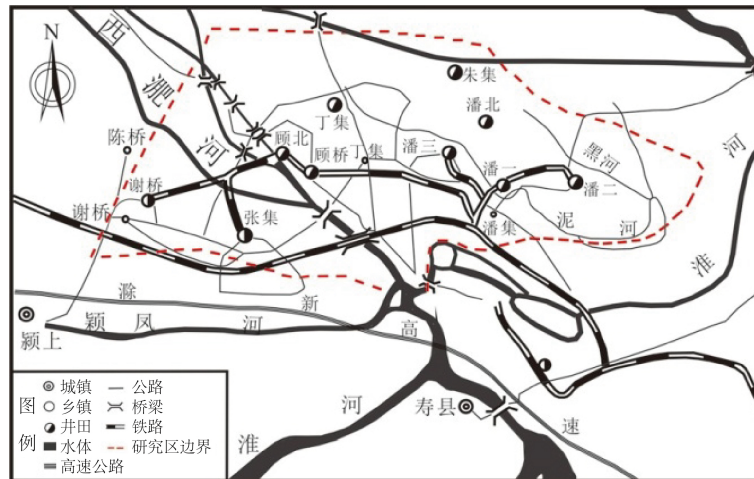 N
西
淝
河
陈桥
谢桥
谢桥
张集
顾北
顾桥
丁集
丁集
朱集
潘北
潘三
潘一
潘二
潘集
黑河
泥
河
河
淮
滁
新
高
速
颍上
颍
凤
河
寿县
淮
河
图
例
城镇
公路
乡镇
桥梁
井田
铁路
水体
研究区边界
高速公路